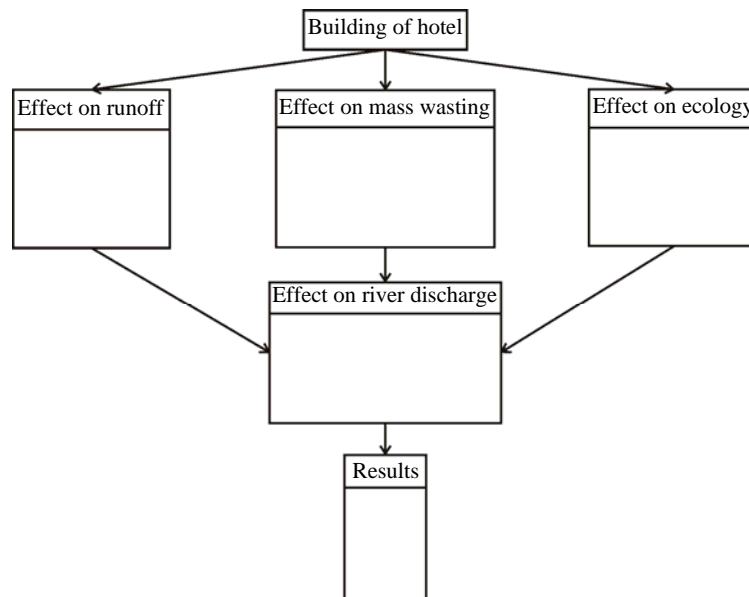 Building of hotel
Effect on runoff
Effect on mass wasting
Effect on ecology
Effect on river discharge
Results